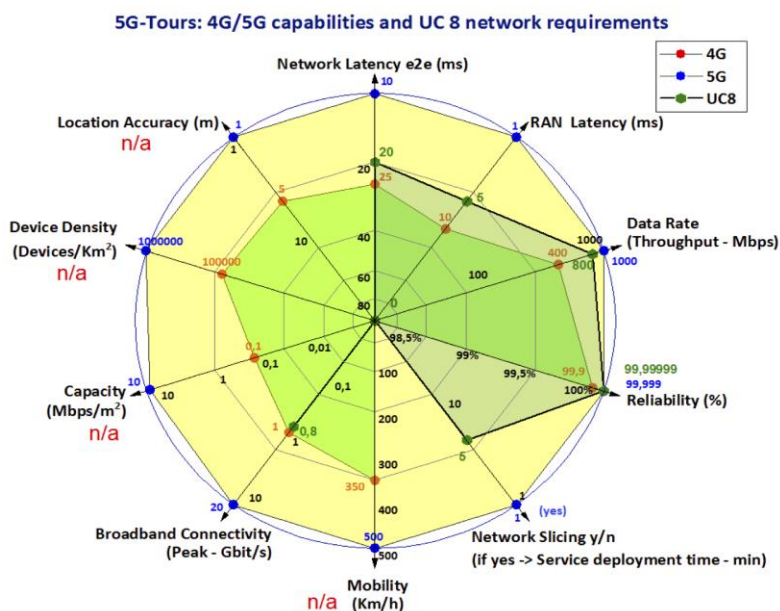 5G-Tours: 4G/5G capabilities and UC 8 network requirements
4G
5G
UC8
Network Latency e2e (ms)
10
20
20
25
40
60
80
0
RAN Latency (ms)
1
5
10
Data Rate
(Throughput - Mbps)
1000
1000
800
400
100
Reliability (%)
99,99999
99,999
99,9
100%
99,5%
99%
98,5%
Network Slicing y/n
(if yes -> Service deployment time - min)
(yes)
1
1
5
10
Mobility
(Km/h)
n/a
100
200
300
350
400
500
500
Broadband Connectivity
(Peak - Gbit/s)
20
10
1
0,8
1
0,1
Capacity
(Mbps/m²)
n/a
10
10
1
0,1
0,1
0,01
Device Density
(Devices/Km²)
n/a
1000000
100000
Location Accuracy (m)
n/a
1
1
5
10